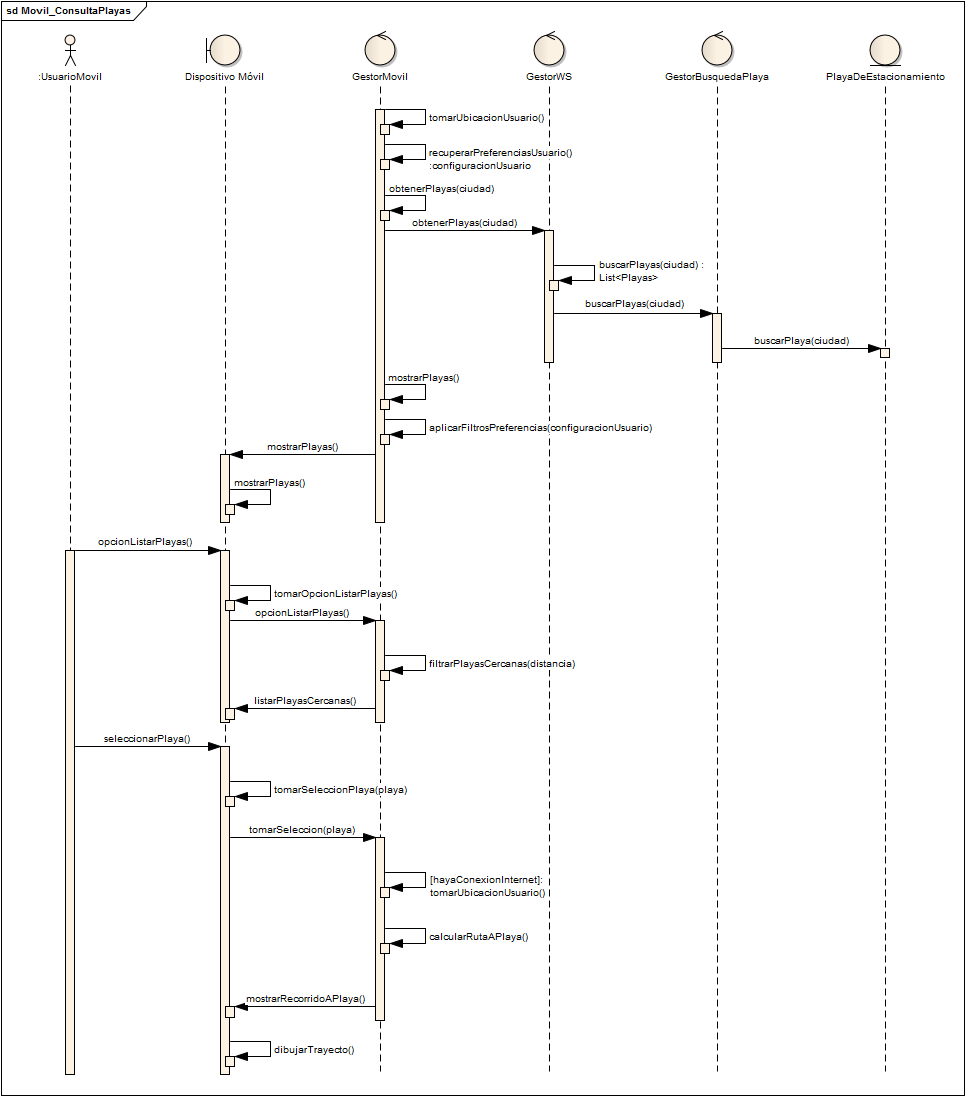 sd Movil_ConsultaPlayas
:UsuarioMovil
Dispositivo Móvil
GestorMovil
GestorWS
GestorBusquedaPlaya
PlayaDeEstacionamiento
tomarUbicacionUsuario()
recuperarPreferenciasUsuario()
:configuracionUsuario
obtenerPlayas(ciudad)
obtenerPlayas(ciudad)
buscarPlayas(ciudad) :
List<Playas>
buscarPlayas(ciudad)
buscarPlaya(ciudad)
mostrarPlayas()
aplicarFiltrosPreferencias(configuracionUsuario)
mostrarPlayas()
mostrarPlayas()
opcionListarPlayas()
tomarOpcionListarPlayas()
opcionListarPlayas()
filtrarPlayasCercanas(distancia)
listarPlayasCercanas()
seleccionarPlaya()
tomarSeleccionPlaya(playa)
tomarSeleccion(playa)
[hayaConexionInternet]:
tomarUbicacionUsuario()
calcularRutaAPlaya()
mostrarRecorridoAPlaya()
dibujarTrayecto()